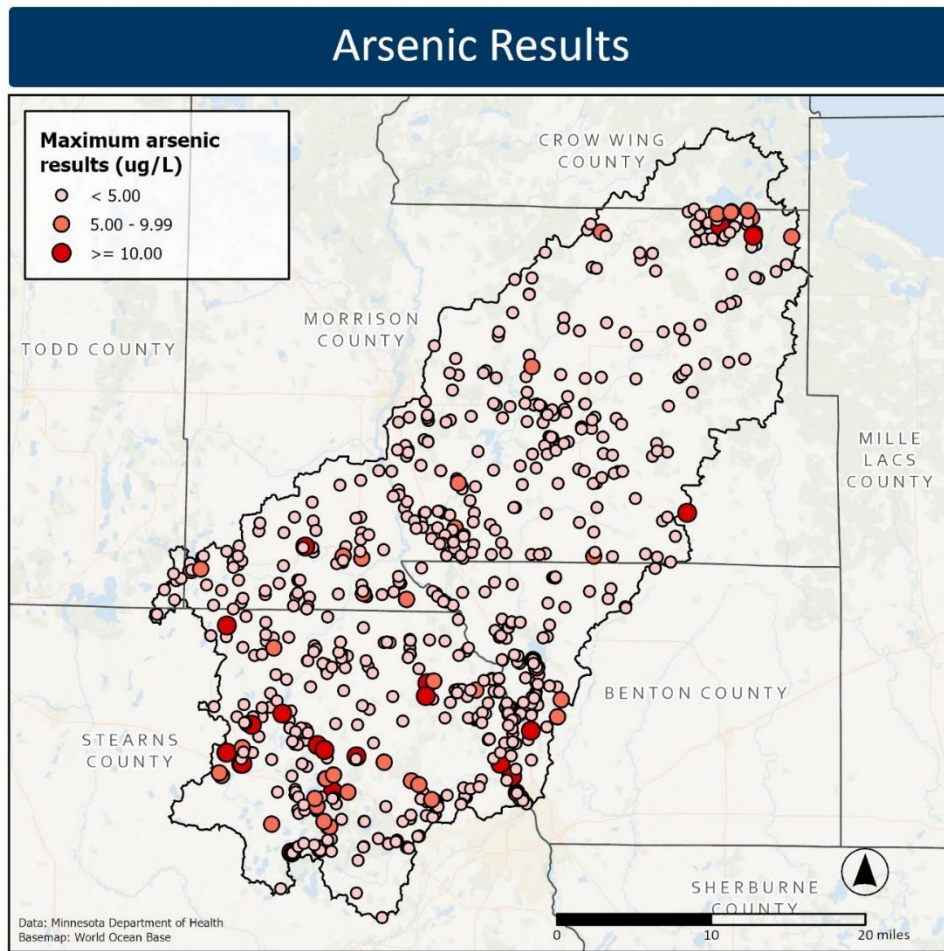 Arsenic Results
Maximum arsenic
results (ug/L)
< 5.00
5.00 - 9.99
>= 10.00
CROW WING
COUNTY
MORRISON
COUNTY
TODD COUNTY
MILLE
LACS
COUNTY
BENTON COUNTY
STEARNS
COUNTY
SHERBURNE
COUNTY
Data: Minnesota Department of Health
Basemap: World Ocean Base
0 10 20 miles